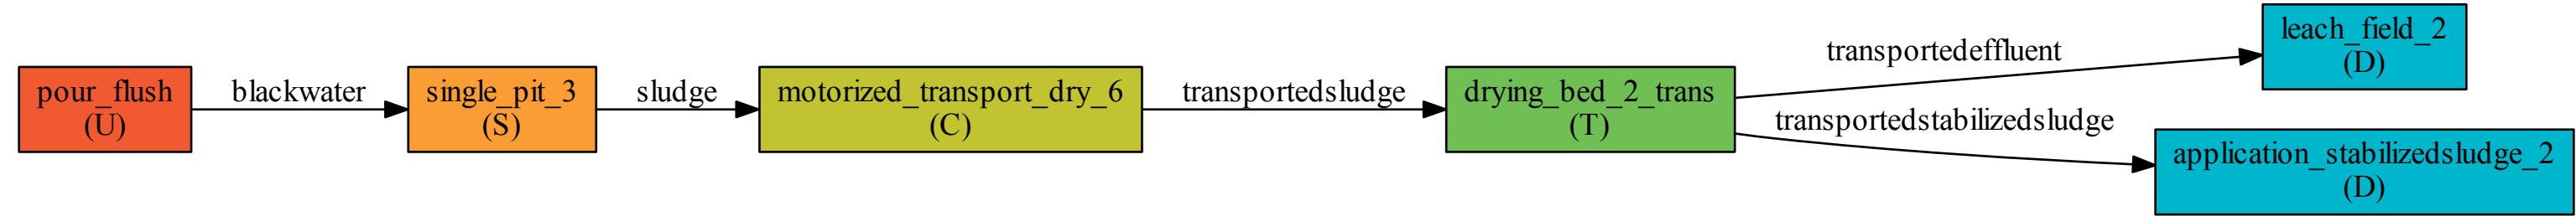 pour_flush
(U)
blackwater
single_pit_3
(S)
sludge
motorized_transport_dry_6
(C)
transportedsludge
drying_bed_2_trans
(T)
transportedeffluent
leach_field_2
(D)
transportedstabilizedsludge
application_stabilizedsludge_2
(D)